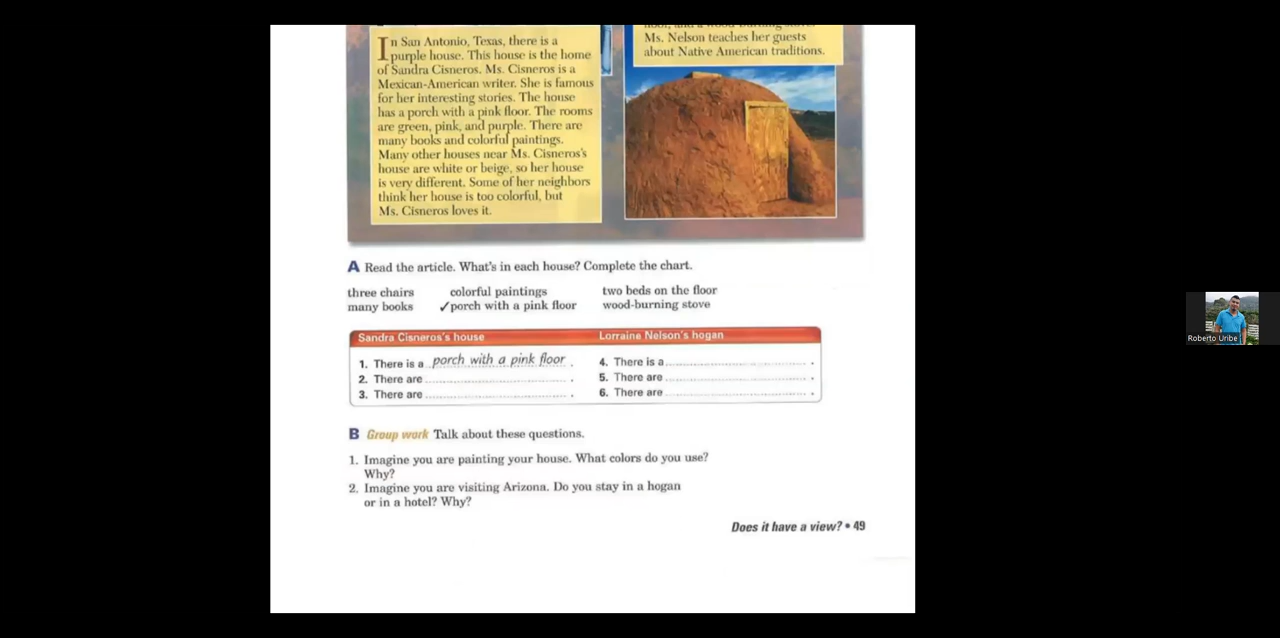 In San Antonio, Texas, there is a
purple house. This house is the home
of Sandra Cisneros. Ms. Cisneros is a
Mexican-American writer. She is famous
for her interesting stories. The house
has a porch with a pink floor. The rooms
are green, pink, and purple. There are
many books and colorful paintings.
Many other houses near Ms. Cisneros's
house are white or beige, so her house
is very different. Some of her neighbors
think her house is too colorful, but
Ms. Cisneros loves it.
Ms. Nelson teaches her guests
about Native American traditions.
A Read the article. What's in each house? Complete the chart.
three chairs colorful paintings two beds on the floor
many books ✓porch with a pink floor wood-burning stove
Sandra Cisneros's house Lorraine Nelson's hogan
1. There is a porch with a pink floor. 4. There is a .
2. There are . 5. There are .
3. There are . 6. There are .
B Group work Talk about these questions.
1. Imagine you are painting your house. What colors do you use?
Why?
2. Imagine you are visiting Arizona. Do you stay in a hogan
or in a hotel? Why?
Does it have a view? • 49
Roberto Uribe